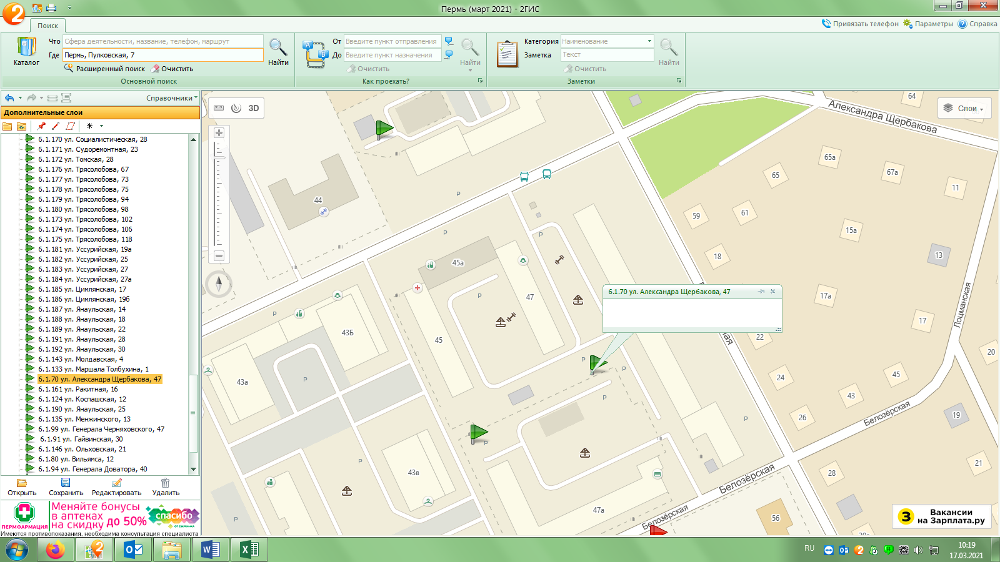 Пермь (март 2021) - 2ГИС
Поиск
Привязать телефон
Параметры
Справка
Каталог
Что
Сфера деятельности, название, телефон, маршрут
Где
Пермь, Пулковская, 7
Расширенный поиск
Очистить
Найти
Основной поиск
От
Введите пункт отправления
До
Введите пункт назначения
Очистить
Найти
Как проехать?
Категория
Наименование
Заметка
Текст
Очистить
Найти
Заметки
Справочники
Дополнительные слои
6.1.170 ул. Социалистическая, 28
6.1.171 ул. Судоремонтная, 23
6.1.172 ул. Томская, 28
6.1.176 ул. Трясолобова, 67
6.1.177 ул. Трясолобова, 73
6.1.178 ул. Трясолобова, 75
6.1.179 ул. Трясолобова, 94
6.1.180 ул. Трясолобова, 98
6.1.173 ул. Трясолобова, 102
6.1.174 ул. Трясолобова, 106
6.1.175 ул. Трясолобова, 118
6.1.181 ул. Уссурийская, 19а
6.1.182 ул. Уссурийская, 25
6.1.183 ул. Уссурийская, 27
6.1.184 ул. Уссурийская, 27а
6.1.185 ул. Цимлянская, 17
6.1.186 ул. Цимлянская, 19б
6.1.187 ул. Янаульская, 14
6.1.188 ул. Янаульская, 18
6.1.189 ул. Янаульская, 22
6.1.191 ул. Янаульская, 28
6.1.192 ул. Янаульская, 30
6.1.143 ул. Молдавская, 4
6.1.133 ул. Маршала Толбухина, 1
6.1.70 ул. Александра Щербакова, 47
6.1.161 ул. Ракитная, 16
6.1.124 ул. Коспашская, 12
6.1.190 ул. Янаульская, 25
6.1.135 ул. Менжинского, 13
6.1.99 ул. Генерала Черняховского, 47
6.1.91 ул. Гайвинская, 30
6.1.146 ул. Ольховская, 21
6.1.80 ул. Вильямса, 12
6.1.94 ул. Генерала Доватора, 40
Открыть
Сохранить
Редактировать
Удалить
ПЕРМФАРМАЦИЯ
Меняйте бонусы
в аптеках
на скидку до 50%
спасибо
ОТ СБЕРБАНКА
Имеются противопоказания, необходима консультация специалиста
3D
Слои
Александра Щербакова
64
65а
67а
65
11
59
61
15а
18
13
44
45а
47
45
43Б
43а
43в
47а
17а
17
22
20
24
45
43
26
19
28
21
56
20а
P
P
P
P
P
P
P
P
P
P
P
P
P
P
6.1.70 ул. Александра Щербакова, 47
ная
Лоцманская
Белозёрская
Белозёрская
Белозёрская
З
Вакансии
на Зарплата.ру
RU
10:19
17.03.2021